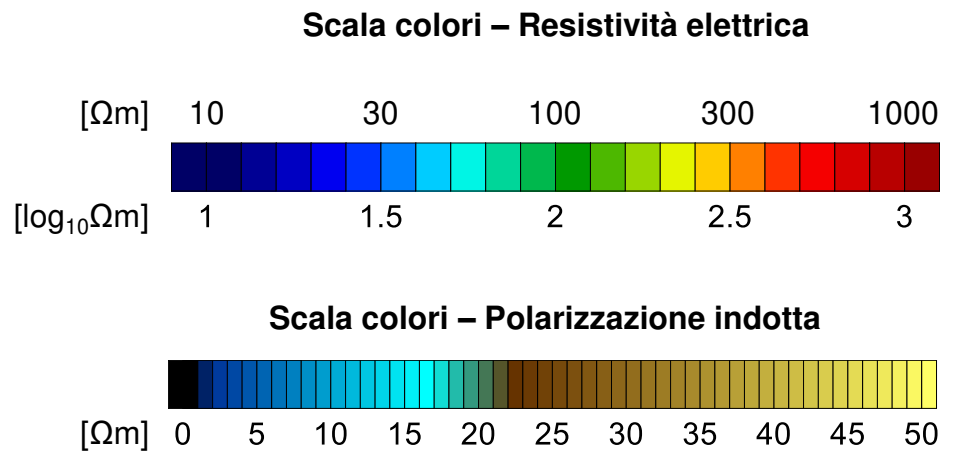 Scala colori – Resistività elettrica
[Ωm] 10 30 100 300 1000
[log₁₀Ωm] 1 1.5 2 2.5 3
Scala colori – Polarizzazione indotta
[Ωm] 0 5 10 15 20 25 30 35 40 45 50